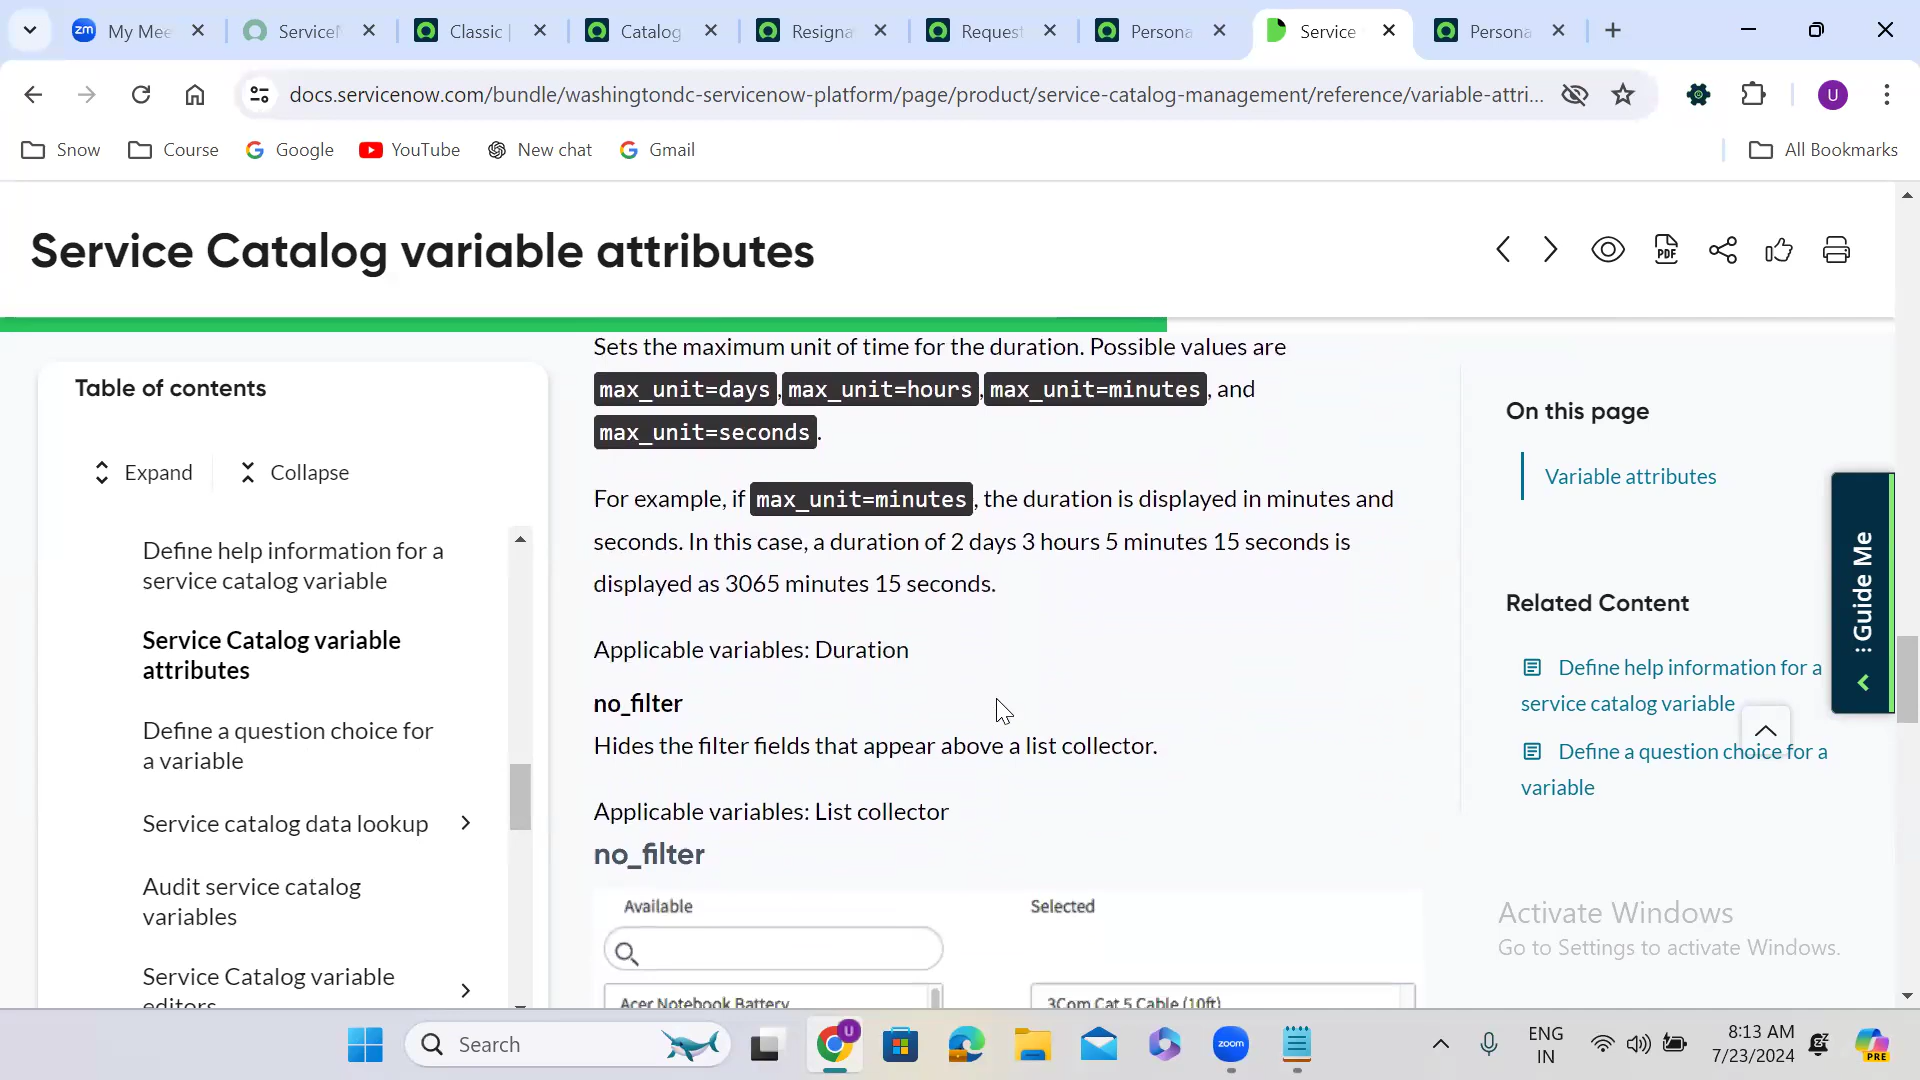 zm My Mee
ServiceN
Classic |
Catalog
Resigna
Request
Persona
Service
Persona
docs.servicenow.com/bundle/washingtondc-servicenow-platform/page/product/service-catalog-management/reference/variable-attri...
U
Snow
Course
Google
YouTube
New chat
Gmail
All Bookmarks
Service Catalog variable attributes
PDF
Table of contents
Expand
Collapse
Define help information for a
service catalog variable
Service Catalog variable
attributes
Define a question choice for
a variable
Service catalog data lookup
Audit service catalog
variables
Service Catalog variable
editors
Sets the maximum unit of time for the duration. Possible values are
max_unit=days, max_unit=hours, max_unit=minutes, and
max_unit=seconds.
For example, if max_unit=minutes, the duration is displayed in minutes and
seconds. In this case, a duration of 2 days 3 hours 5 minutes 15 seconds is
displayed as 3065 minutes 15 seconds.
Applicable variables: Duration
no_filter
Hides the filter fields that appear above a list collector.
Applicable variables: List collector
no_filter
Available
Selected
Acer Notebook Battery
3Com Cat 5 Cable (10ft)
On this page
Variable attributes
Related Content
Define help information for a
service catalog variable
Define a question choice for a
variable
Guide Me
Activate Windows
Go to Settings to activate Windows.
Search
U
zoom
ENG
IN
8:13 AM
7/23/2024
PRE